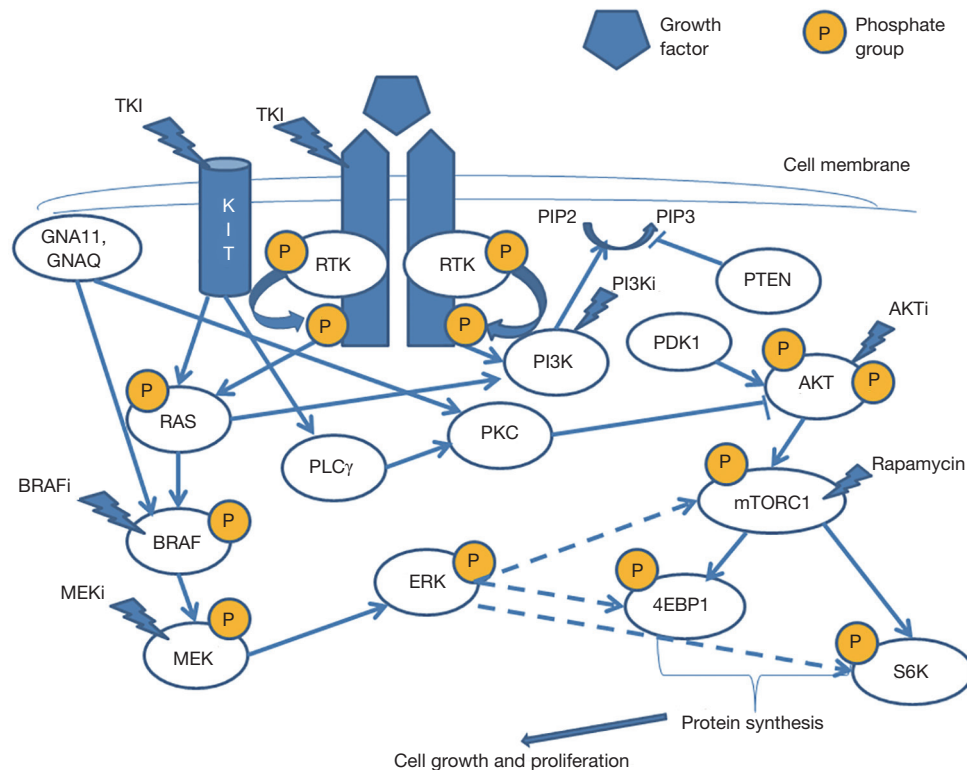 Growth
factor
P
Phosphate
group
TKI
TKI
Cell membrane
KIT
GNA11,
GNAQ
P
RTK
RTK
P
PIP2
PIP3
PTEN
PI3Ki
AKTi
P
P
PI3K
PDK1
P
AKT
P
P
RAS
PKC
PLCγ
P
Rapamycin
mTORC1
BRAFi
P
BRAF
P
ERK
P
4EBP1
MEKi
P
MEK
P
S6K
Protein synthesis
Cell growth and proliferation